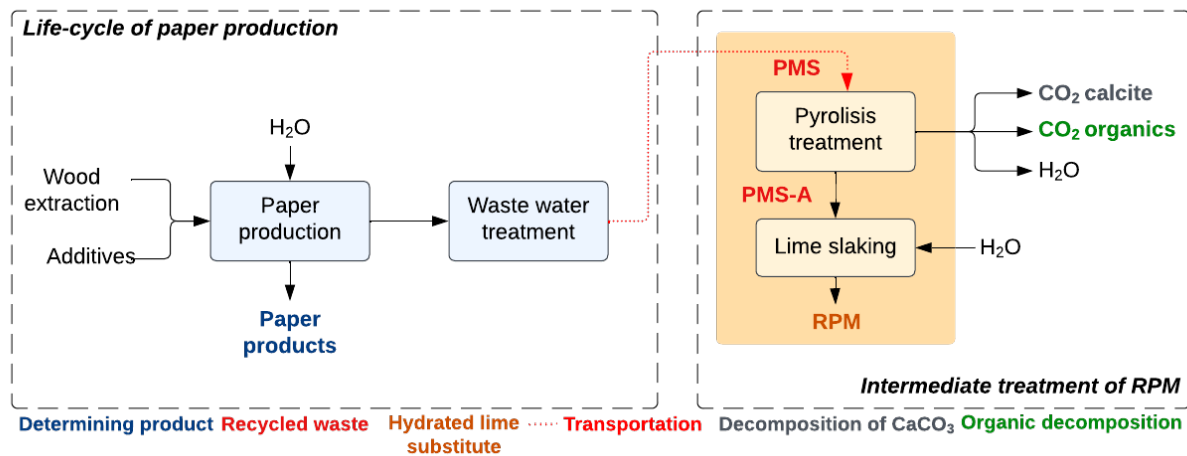 Life-cycle of paper production
H₂O
Wood
extraction
Additives
Paper
production
Waste water
treatment
Paper
products
PMS
Pyrolisis
treatment
CO₂ calcite
CO₂ organics
H₂O
PMS-A
Lime slaking
H₂O
RPM
Intermediate treatment of RPM
Determining product
Recycled waste
Hydrated lime
substitute
Transportation
Decomposition of CaCO₃
Organic decomposition